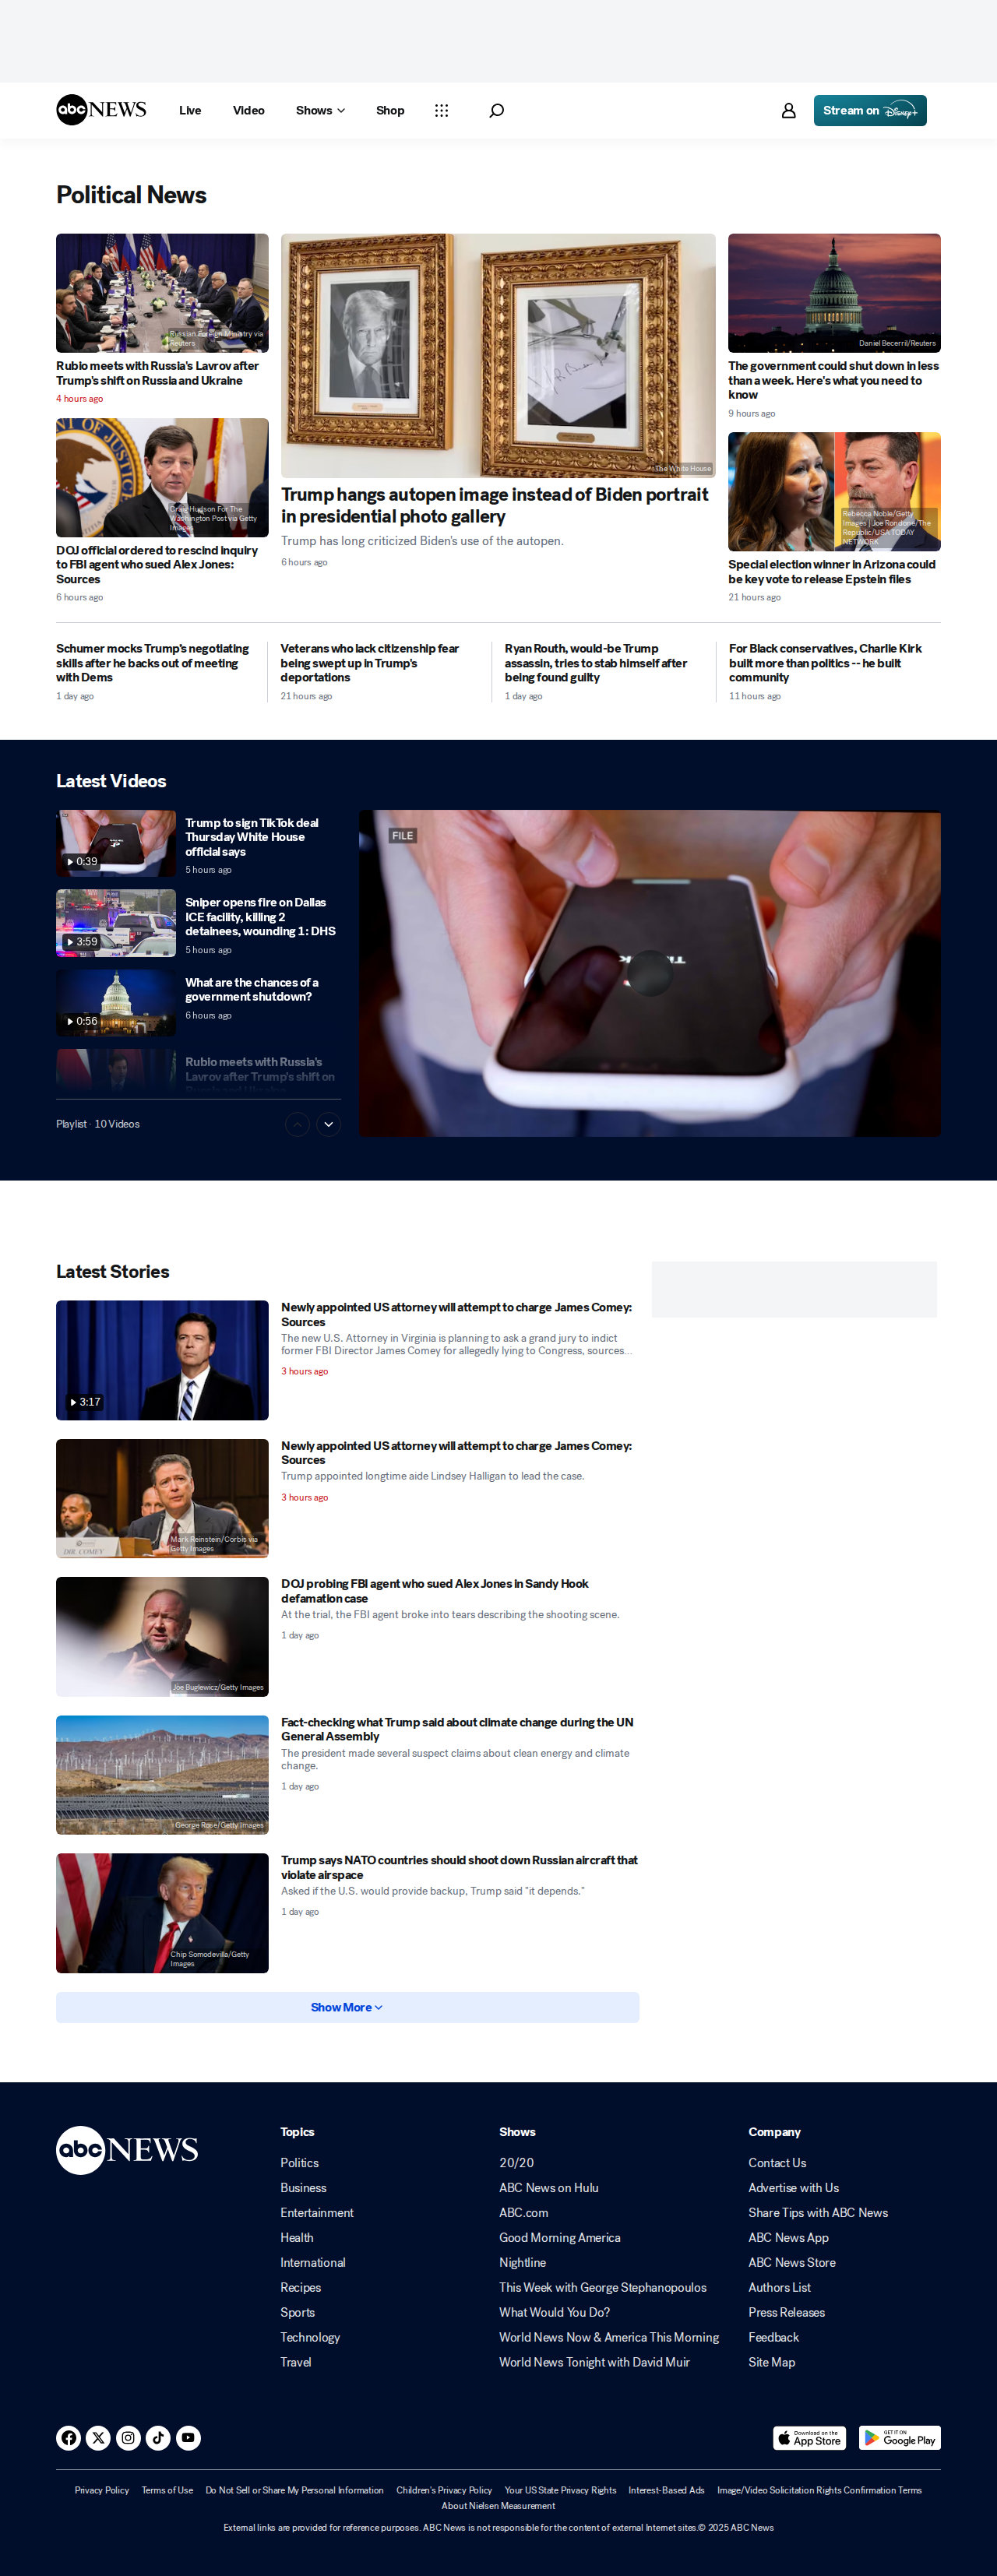 abc NEWS
Live
Video
Shows
Shop
Stream on Disney+
Political News
Russian Foreign Ministry via
Reuters
Rubio meets with Russia's Lavrov after
Trump's shift on Russia and Ukraine
4 hours ago
Craig Hudson For The
Washington Post via Getty
Images
DOJ official ordered to rescind inquiry
to FBI agent who sued Alex Jones:
Sources
6 hours ago
The White House
Trump hangs autopen image instead of Biden portrait
in presidential photo gallery
Trump has long criticized Biden's use of the autopen.
6 hours ago
Daniel Becerril/Reuters
The government could shut down in less
than a week. Here's what you need to
know
9 hours ago
Rebecca Noble/Getty
Images | Joe Rondone/The
Republic/USA TODAY
NETWORK
Special election winner in Arizona could
be key vote to release Epstein files
21 hours ago
Schumer mocks Trump's negotiating
skills after he backs out of meeting
with Dems
1 day ago
Veterans who lack citizenship fear
being swept up in Trump's
deportations
21 hours ago
Ryan Routh, would-be Trump
assassin, tries to stab himself after
being found guilty
1 day ago
For Black conservatives, Charlie Kirk
built more than politics -- he built
community
11 hours ago
Latest Videos
0:39
Trump to sign TikTok deal
Thursday White House
official says
5 hours ago
3:59
Sniper opens fire on Dallas
ICE facility, killing 2
detainees, wounding 1: DHS
5 hours ago
0:56
What are the chances of a
government shutdown?
6 hours ago
Rubio meets with Russia's
Lavrov after Trump's shift on
Playlist · 10 Videos
FILE
Latest Stories
3:17
Newly appointed US attorney will attempt to charge James Comey:
Sources
The new U.S. Attorney in Virginia is planning to ask a grand jury to indict
former FBI Director James Comey for allegedly lying to Congress, sources...
3 hours ago
DIR. COMEY
Mark Reinstein/Corbis via
Getty Images
Newly appointed US attorney will attempt to charge James Comey:
Sources
Trump appointed longtime aide Lindsey Halligan to lead the case.
3 hours ago
Joe Buglewicz/Getty Images
DOJ probing FBI agent who sued Alex Jones in Sandy Hook
defamation case
At the trial, the FBI agent broke into tears describing the shooting scene.
1 day ago
George Rose/Getty Images
Fact-checking what Trump said about climate change during the UN
General Assembly
The president made several suspect claims about clean energy and climate
change.
1 day ago
Chip Somodevilla/Getty
Images
Trump says NATO countries should shoot down Russian aircraft that
violate airspace
Asked if the U.S. would provide backup, Trump said "it depends."
1 day ago
Show More
abc NEWS
Topics
Politics
Business
Entertainment
Health
International
Recipes
Sports
Technology
Travel
Shows
20/20
ABC News on Hulu
ABC.com
Good Morning America
Nightline
This Week with George Stephanopoulos
What Would You Do?
World News Now & America This Morning
World News Tonight with David Muir
Company
Contact Us
Advertise with Us
Share Tips with ABC News
ABC News App
ABC News Store
Authors List
Press Releases
Feedback
Site Map
Download on the
App Store
GET IT ON
Google Play
Privacy Policy
Terms of Use
Do Not Sell or Share My Personal Information
Children's Privacy Policy
Your US State Privacy Rights
Interest-Based Ads
Image/Video Solicitation Rights Confirmation Terms
About Nielsen Measurement
External links are provided for reference purposes. ABC News is not responsible for the content of external Internet sites.© 2025 ABC News